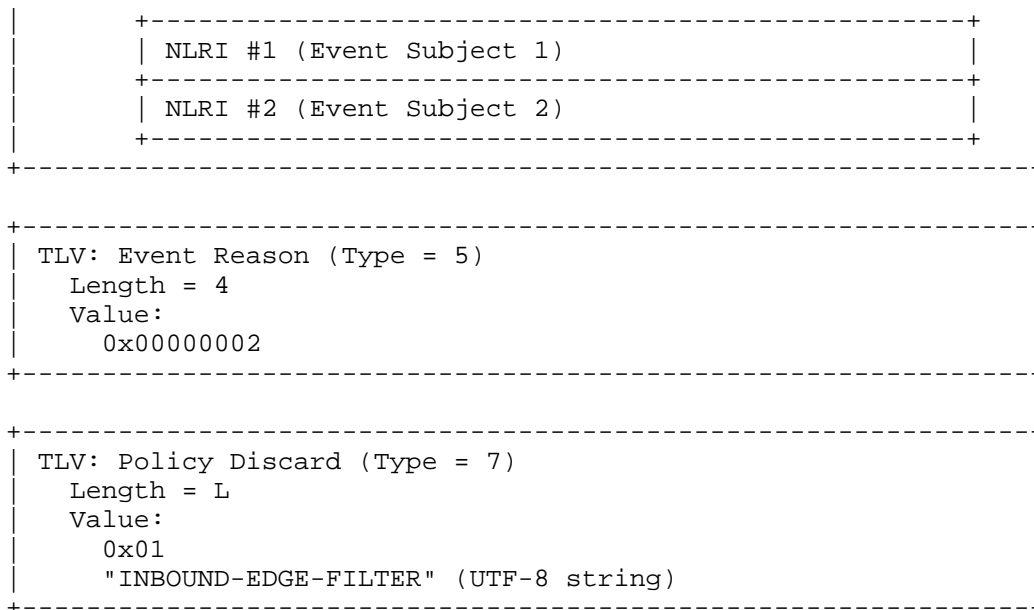 |       +---------------------------------------------------+
|       | NLRI #1 (Event Subject 1)                         |
|       +---------------------------------------------------+
|       | NLRI #2 (Event Subject 2)                         |
|       +---------------------------------------------------+
+---------------------------------------------------------------
+---------------------------------------------------------------
| TLV: Event Reason (Type = 5)
|   Length = 4
|   Value:
|     0x00000002
+---------------------------------------------------------------
+---------------------------------------------------------------
| TLV: Policy Discard (Type = 7)
|   Length = L
|   Value:
|     0x01
|     "INBOUND-EDGE-FILTER" (UTF-8 string)
+---------------------------------------------------------------